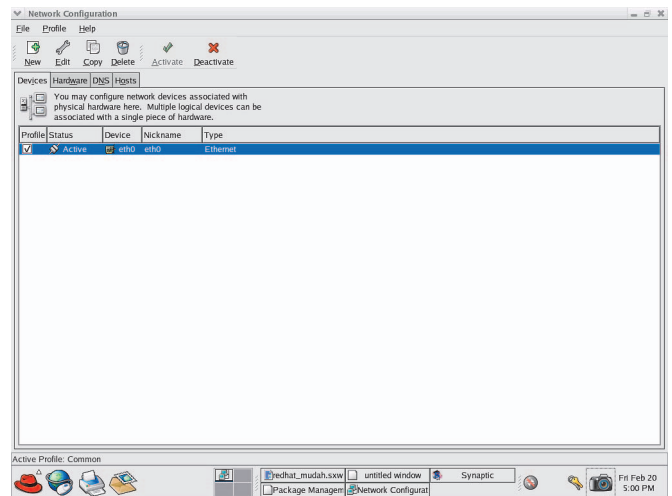 Network Configuration
File Profile Help
New Edit Copy Delete Activate Deactivate
Devices Hardware DNS Hosts
You may configure network devices associated with
physical hardware here. Multiple logical devices can be
associated with a single piece of hardware.
Profile Status Device Nickname Type
Active eth0 eth0 Ethernet
Active Profile: Common
redhat_mudah.sxw untitled window Synaptic
Package Managem Network Configurat
Fri Feb 20
5:00 PM